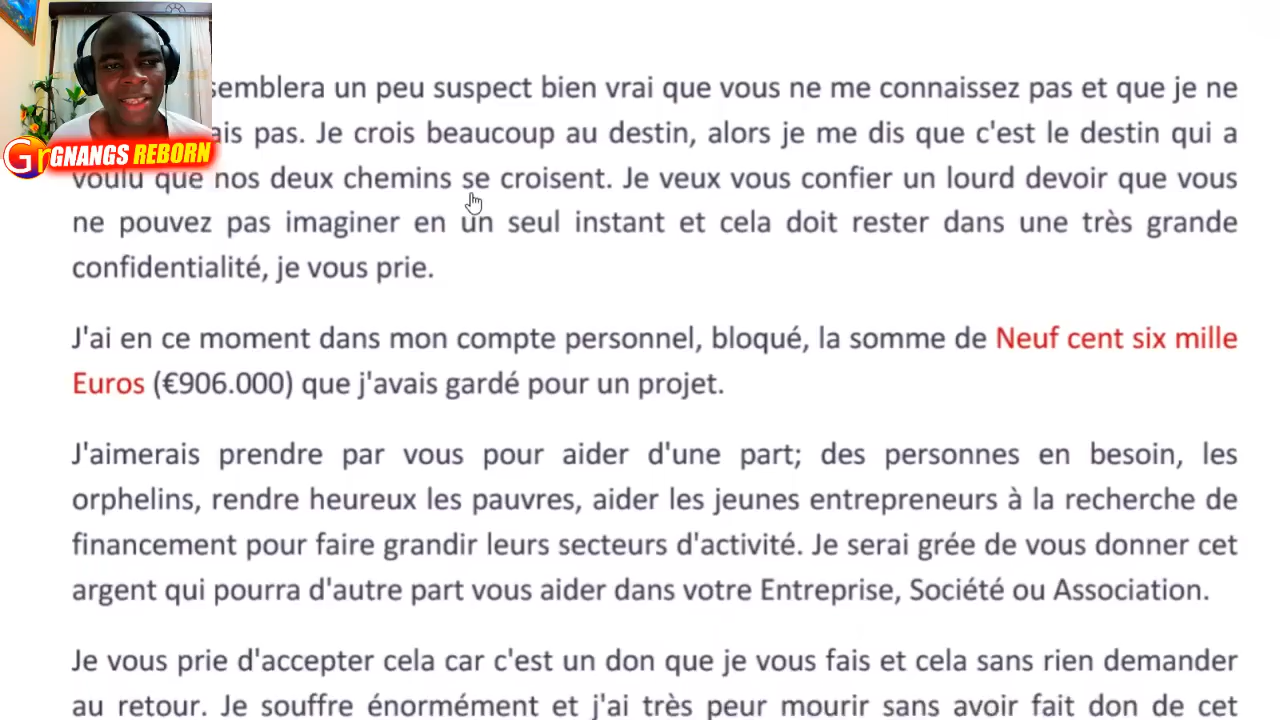 semblera un peu suspect bien vrai que vous ne me connaissez pas et que je ne
ais pas. Je crois beaucoup au destin, alors je me dis que c'est le destin qui a
Gr GNANGS REBORN
voulu que nos deux chemins se croisent. Je veux vous confier un lourd devoir que vous
ne pouvez pas imaginer en un seul instant et cela doit rester dans une très grande
confidentialité, je vous prie.
J'ai en ce moment dans mon compte personnel, bloqué, la somme de Neuf cent six mille
Euros (€906.000) que j'avais gardé pour un projet.
J'aimerais prendre par vous pour aider d'une part; des personnes en besoin, les
orphelins, rendre heureux les pauvres, aider les jeunes entrepreneurs à la recherche de
financement pour faire grandir leurs secteurs d'activité. Je serai grée de vous donner cet
argent qui pourra d'autre part vous aider dans votre Entreprise, Société ou Association.
Je vous prie d'accepter cela car c'est un don que je vous fais et cela sans rien demander
au retour. Je souffre énormément et j'ai très peur mourir sans avoir fait don de cet